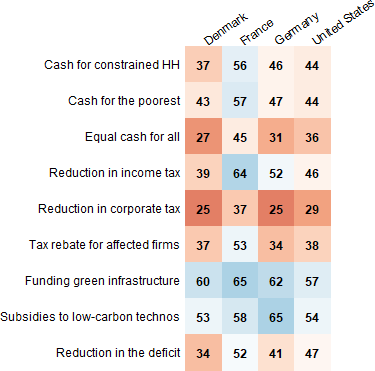 Denmark France Germany United States
Cash for constrained HH 37 56 46 44
Cash for the poorest 43 57 47 44
Equal cash for all 27 45 31 36
Reduction in income tax 39 64 52 46
Reduction in corporate tax 25 37 25 29
Tax rebate for affected firms 37 53 34 38
Funding green infrastructure 60 65 62 57
Subsidies to low-carbon technos 53 58 65 54
Reduction in the deficit 34 52 41 47